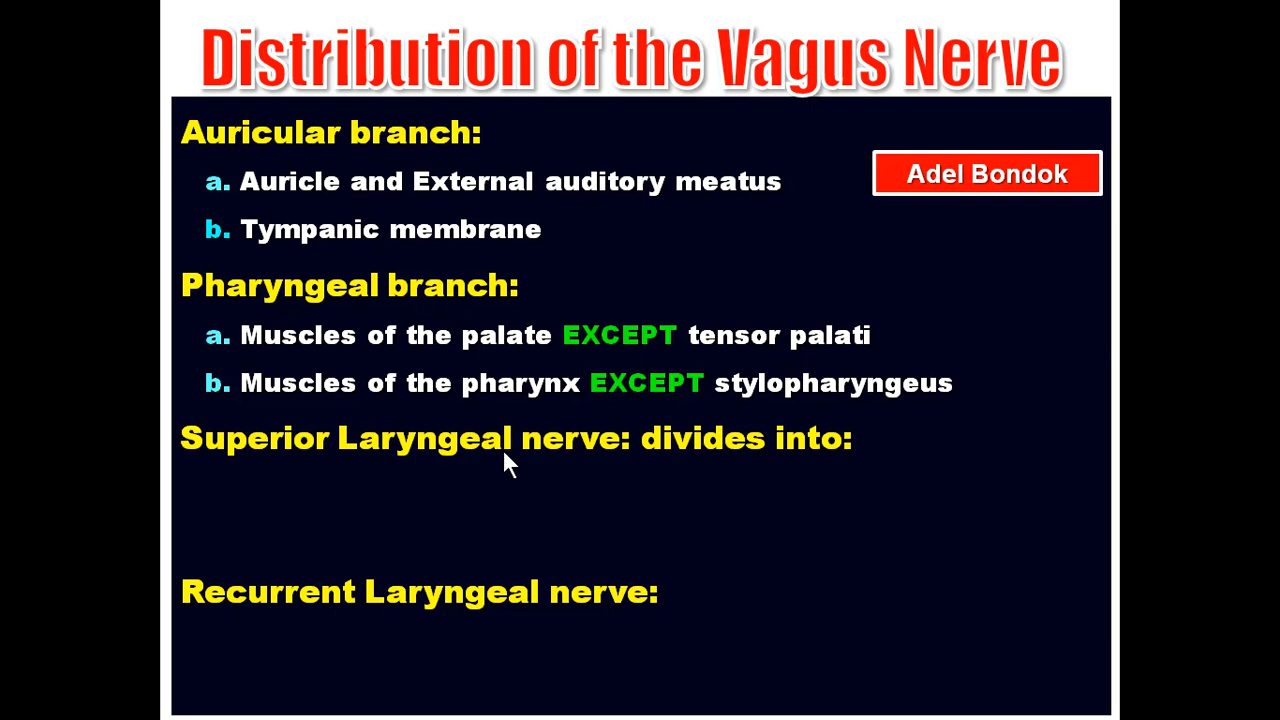 Distribution of the Vagus Nerve
Auricular branch:
Adel Bondok
a. Auricle and External auditory meatus
b. Tympanic membrane
Pharyngeal branch:
a. Muscles of the palate EXCEPT tensor palati
b. Muscles of the pharynx EXCEPT stylopharyngeus
Superior Laryngeal nerve: divides into:
Recurrent Laryngeal nerve: